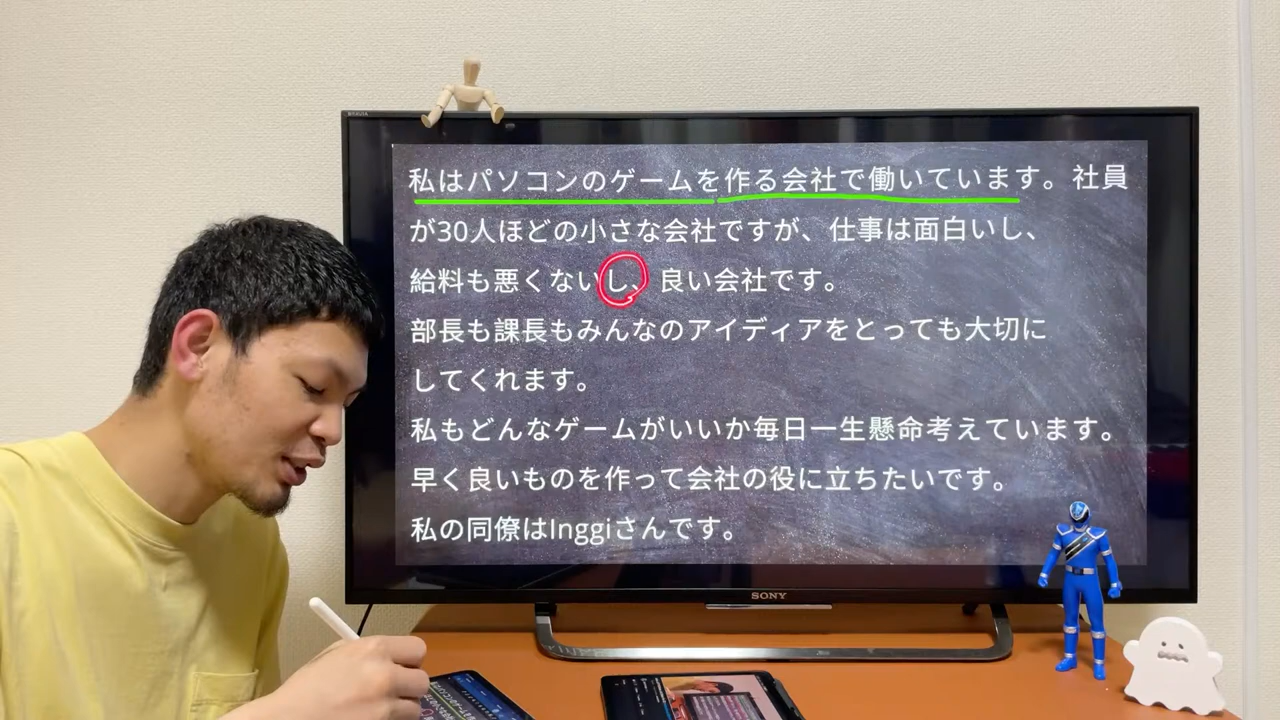 私はパソコンのゲームを作る会社で働いています。社員
が30人ほどの小さな会社ですが、仕事は面白いし、
給料も悪くないし、良い会社です。
部長も課長もみんなのアイディアをとっても大切に
してくれます。
私もどんなゲームがいいか毎日一生懸命考えています。
早く良いものを作って会社の役に立ちたいです。
私の同僚はInggiさんです。
SONY